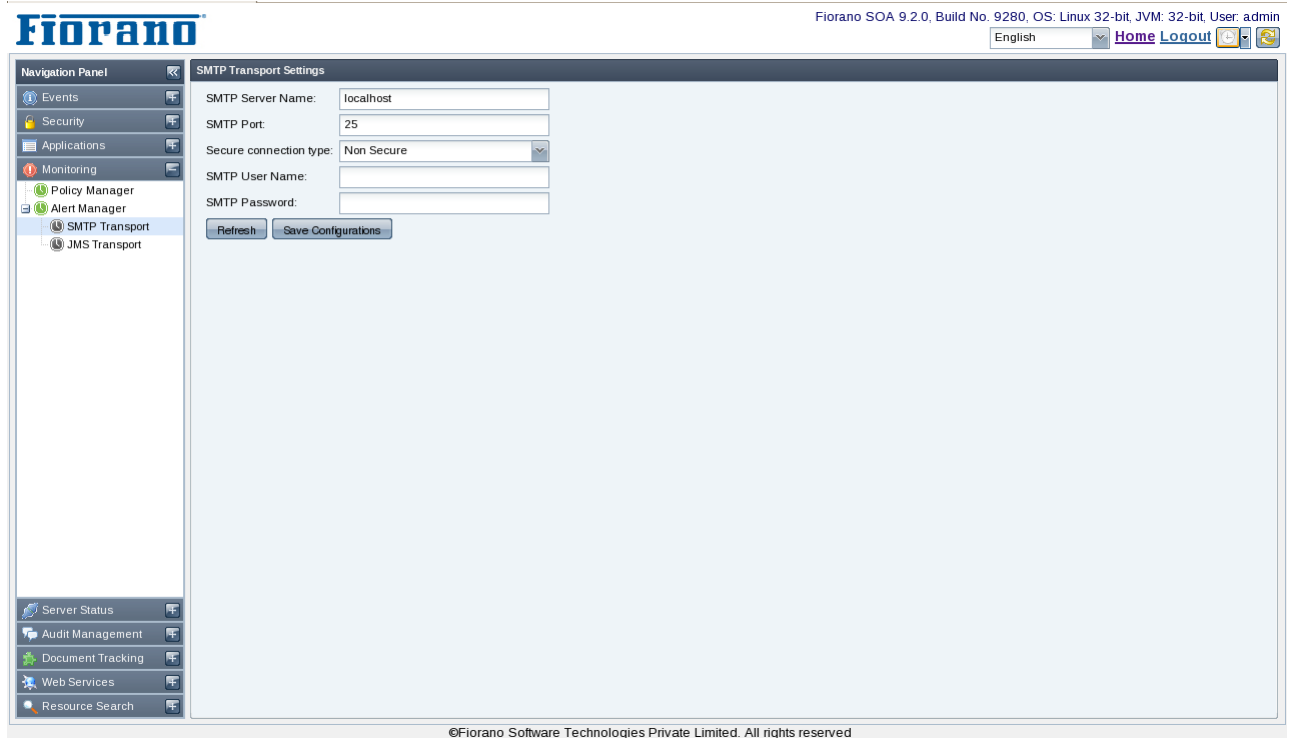 Fiorano
Fiorano SOA 9.2.0, Build No. 9280, OS: Linux 32-bit, JVM: 32-bit, User: admin
English Home Logout
Navigation Panel
Events
Security
Applications
Monitoring
Policy Manager
Alert Manager
SMTP Transport
JMS Transport
Server Status
Audit Management
Document Tracking
Web Services
Resource Search
SMTP Transport Settings
SMTP Server Name: localhost
SMTP Port: 25
Secure connection type: Non Secure
SMTP User Name:
SMTP Password:
Refresh Save Configurations
©Fiorano Software Technologies Private Limited. All rights reserved